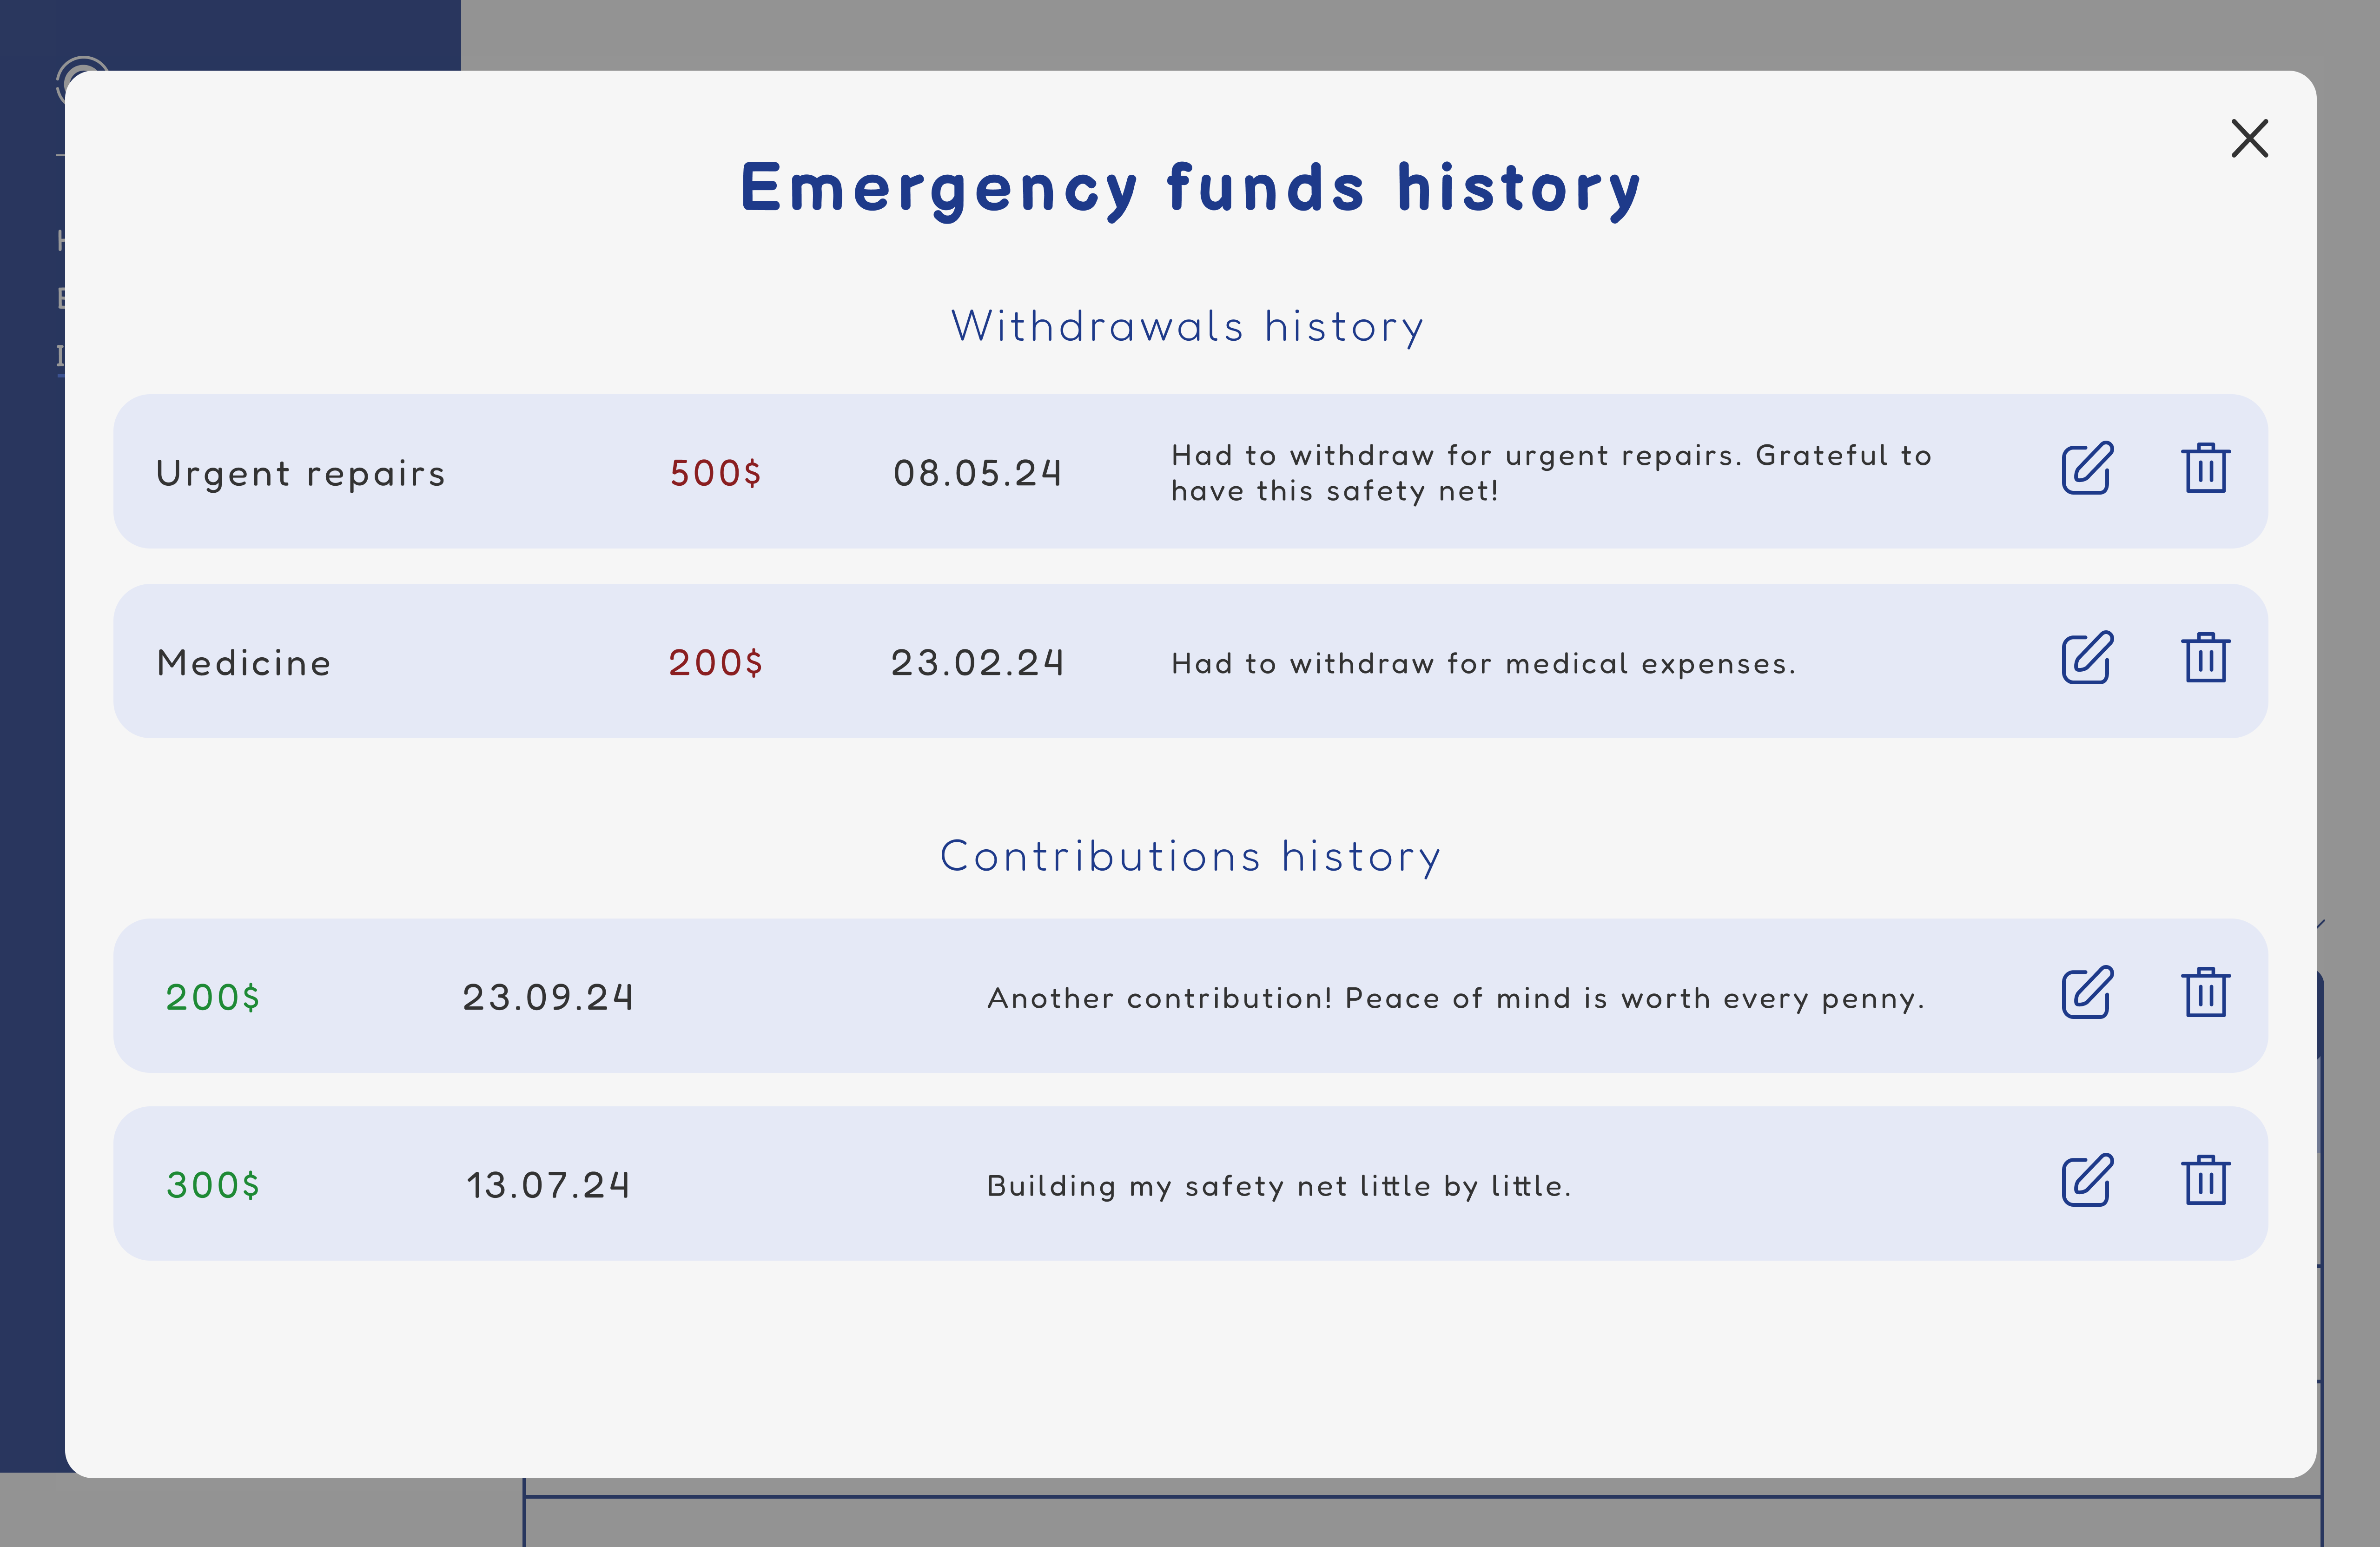 Emergency funds history
Withdrawals history
Urgent repairs 500$ 08.05.24 Had to withdraw for urgent repairs. Grateful to
have this safety net!
Medicine 200$ 23.02.24 Had to withdraw for medical expenses.
Contributions history
200$ 23.09.24 Another contribution! Peace of mind is worth every penny.
300$ 13.07.24 Building my safety net little by little.